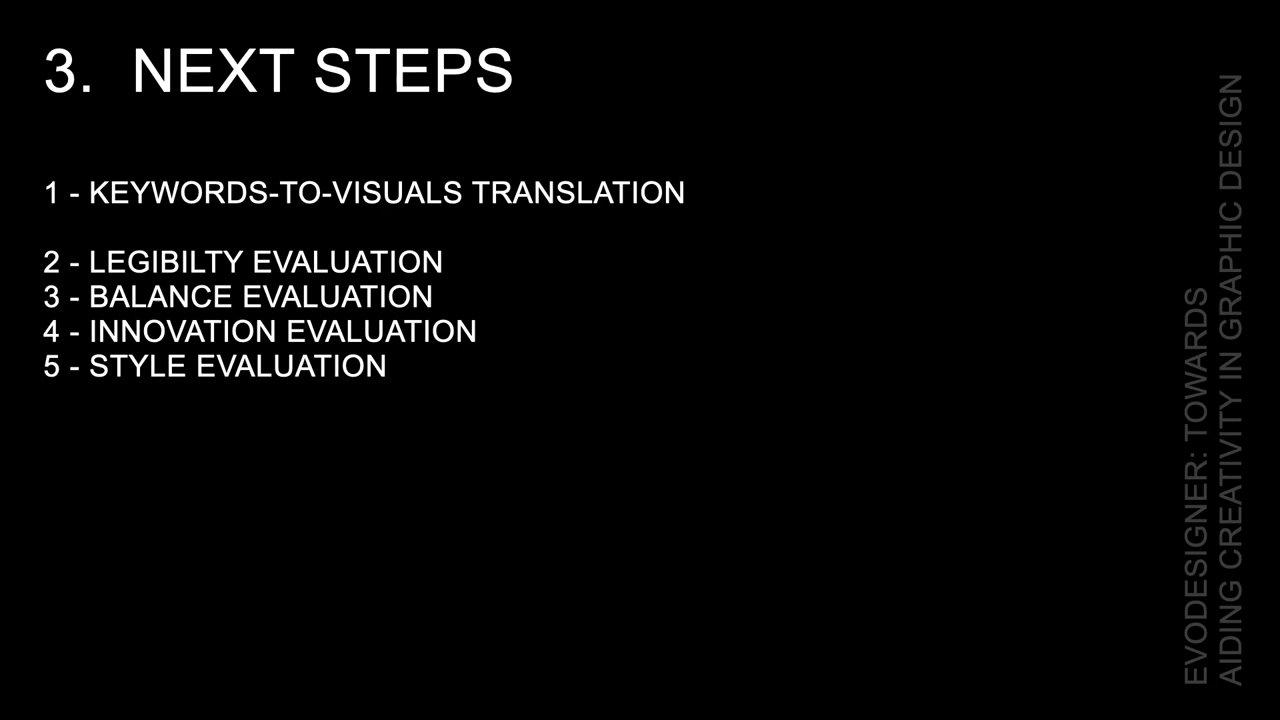 3. NEXT STEPS
1 - KEYWORDS-TO-VISUALS TRANSLATION
2 - LEGIBILTY EVALUATION
3 - BALANCE EVALUATION
4 - INNOVATION EVALUATION
5 - STYLE EVALUATION
EVODESIGNER: TOWARDS
AIDING CREATIVITY IN GRAPHIC DESIGN